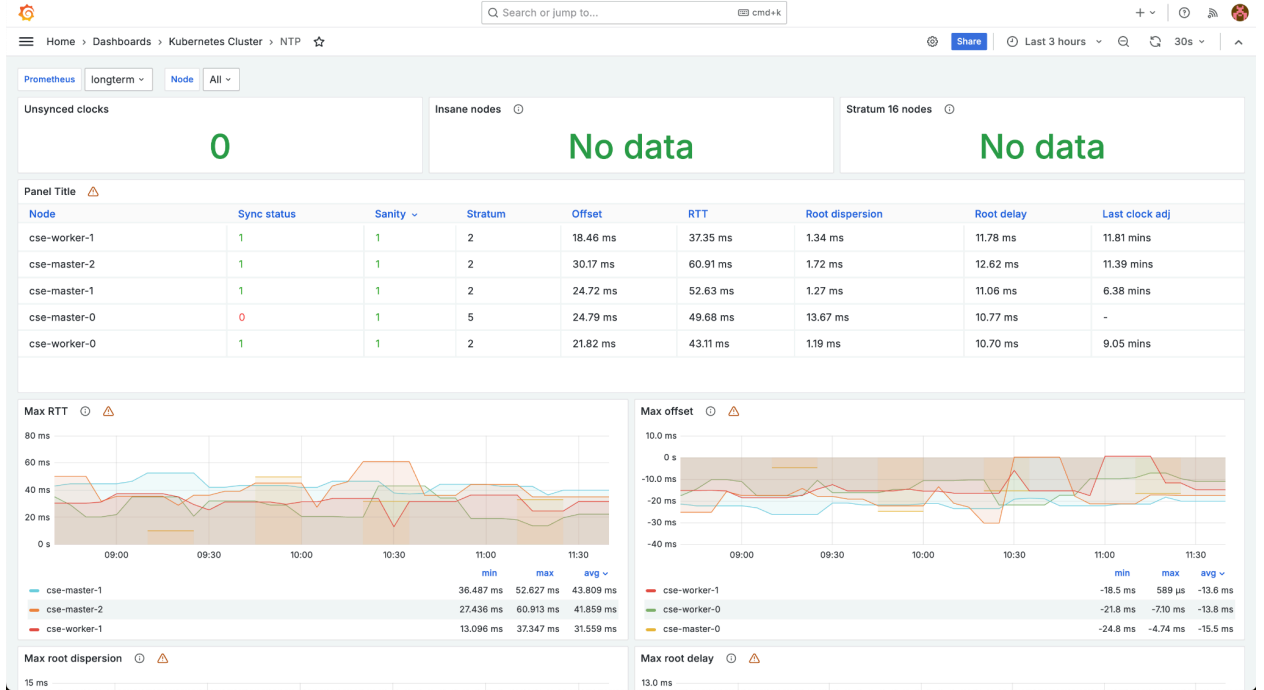 Search or jump to... cmd+k
Home › Dashboards › Kubernetes Cluster › NTP Share Last 3 hours 30s
Prometheus longterm Node All
Unsynced clocks Insane nodes Stratum 16 nodes
0 No data No data
Panel Title
Node Sync status Sanity Stratum Offset RTT Root dispersion Root delay Last clock adj
cse-worker-1 1 1 2 18.46 ms 37.35 ms 1.34 ms 11.78 ms 11.81 mins
cse-master-2 1 1 2 30.17 ms 60.91 ms 1.72 ms 12.62 ms 11.39 mins
cse-master-1 1 1 2 24.72 ms 52.63 ms 1.27 ms 11.06 ms 6.38 mins
cse-master-0 0 1 5 24.79 ms 49.68 ms 13.67 ms 10.77 ms -
cse-worker-0 1 1 2 21.82 ms 43.11 ms 1.19 ms 10.70 ms 9.05 mins
Max RTT
80 ms
60 ms
40 ms
20 ms
0 s
09:00 09:30 10:00 10:30 11:00 11:30
min max avg
cse-master-1 36.487 ms 52.627 ms 43.809 ms
cse-master-2 27.436 ms 60.913 ms 41.859 ms
cse-worker-1 13.096 ms 37.347 ms 31.559 ms
Max offset
10.0 ms
0 s
-10.0 ms
-20 ms
-30 ms
-40 ms
09:00 09:30 10:00 10:30 11:00 11:30
min max avg
cse-worker-1 -18.5 ms 589 µs -13.6 ms
cse-worker-0 -21.8 ms -7.10 ms -13.8 ms
cse-master-0 -24.8 ms -4.74 ms -15.5 ms
Max root dispersion
15 ms
Max root delay
13.0 ms